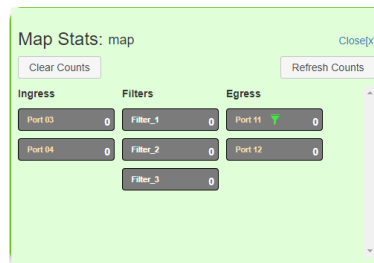 Map Stats: map
Close[x
Clear Counts
Refresh Counts
Ingress Filters Egress
Port 03 0 Filter_1 0 Port 11 0
Port 04 0 Filter_2 0 Port 12 0
Filter_3 0